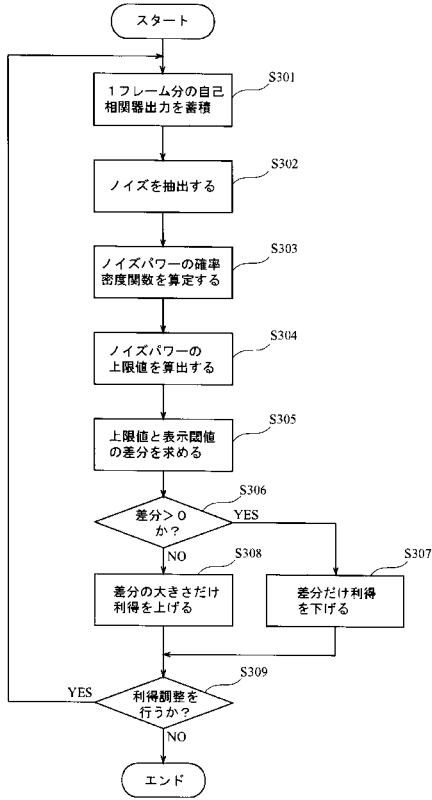 スタート
S301
1フレーム分の自己
相関器出力を蓄積
S302
ノイズを抽出する
S303
ノイズパワーの確率
密度関数を算定する
S304
ノイズパワーの
上限値を算出する
S305
上限値と表示閾値
の差分を求める
S306
差分>0
か?
YES
NO
S308
差分の大きさだけ
利得を上げる
S307
差分だけ利得
を下げる
S309
YES
利得調整を
行うか?
NO
エンド